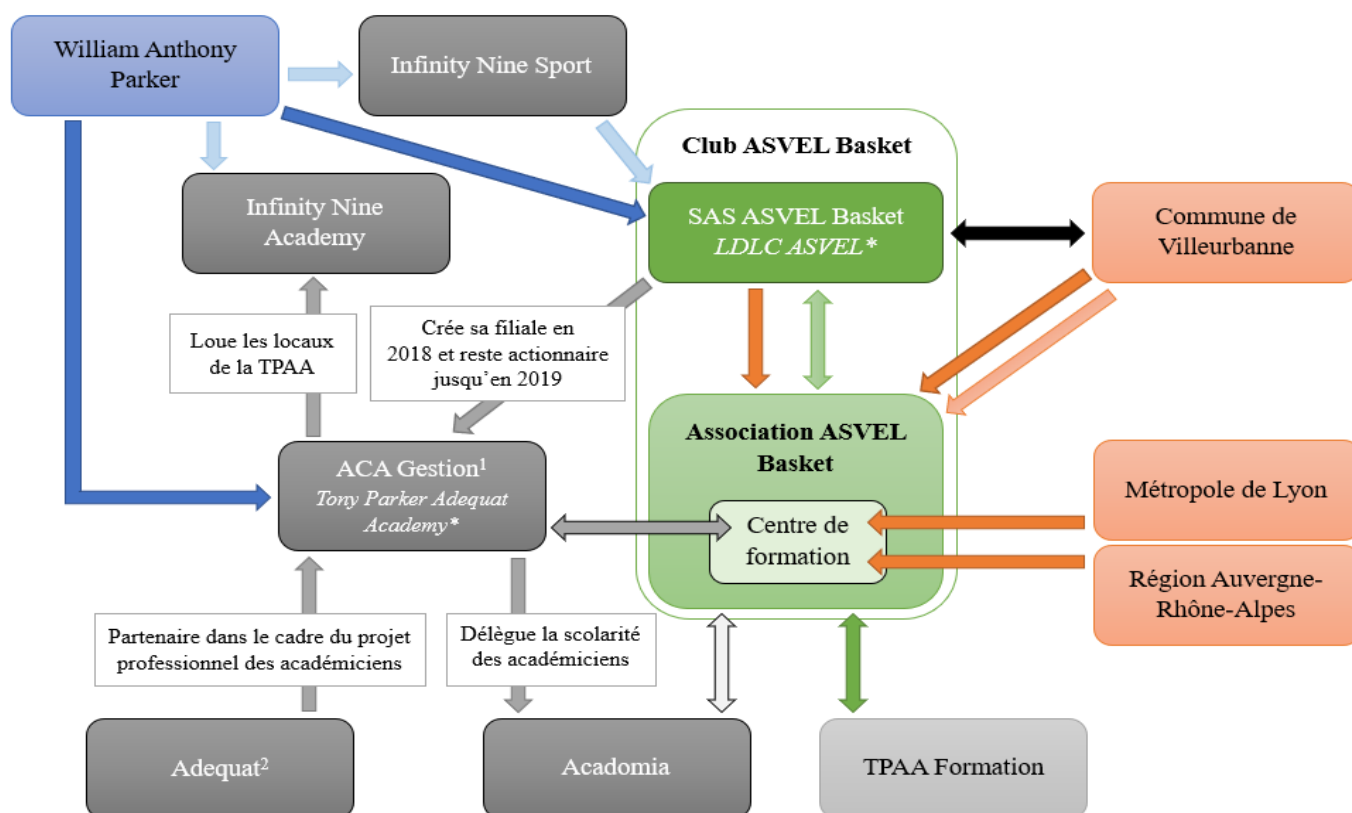 William Anthony
Parker
Infinity Nine Sport
Club ASVEL Basket
Infinity Nine
Academy
SAS ASVEL Basket
LDLC ASVEL*
Commune de
Villeurbanne
Loue les locaux
de la TPAA
Crée sa filiale en
2018 et reste actionnaire
jusqu’en 2019
Association ASVEL
Basket
ACA Gestion¹
Tony Parker Adequat
Academy*
Centre de
formation
Métropole de Lyon
Région Auvergne-
Rhône-Alpes
Partenaire dans le cadre du projet
professionnel des académiciens
Délègue la scolarité
des académiciens
Adequat²
Acadomia
TPAA Formation